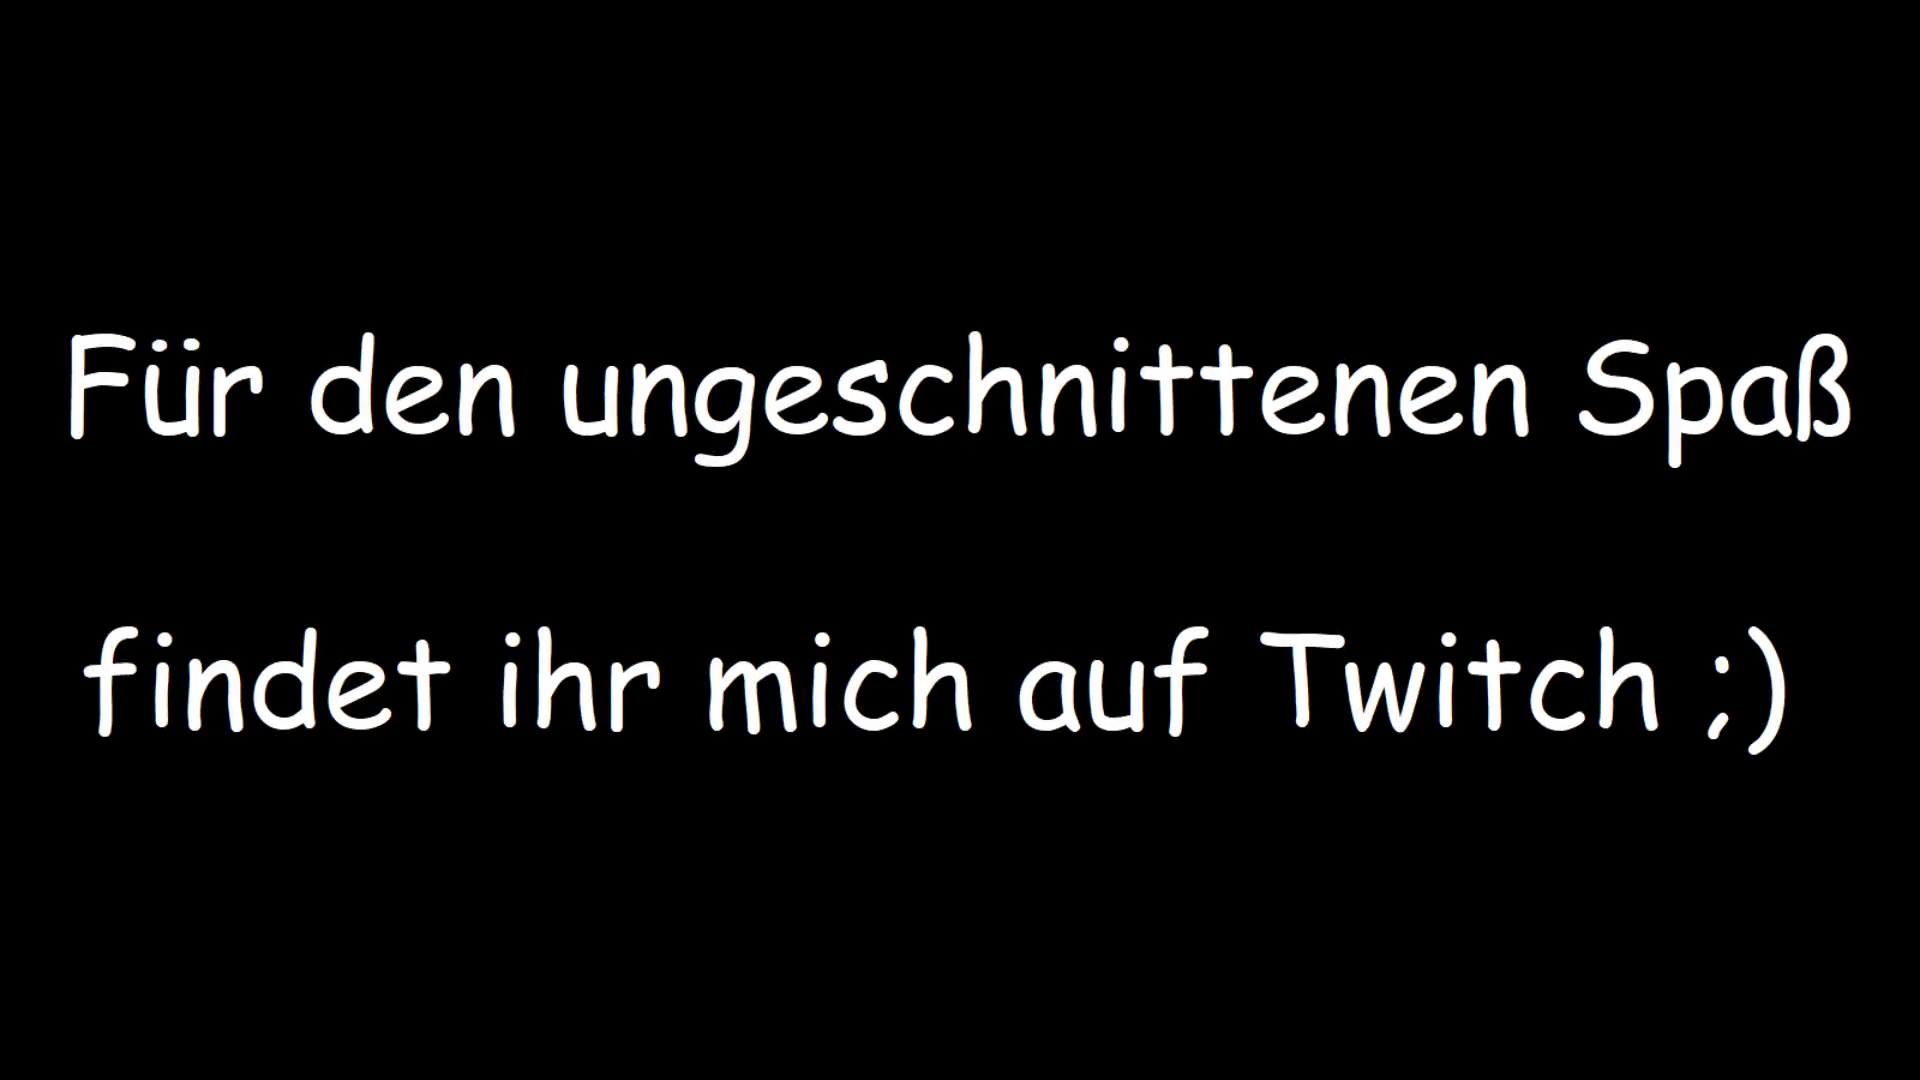 Für den ungeschnittenen Spaß
findet ihr mich auf Twitch ;)